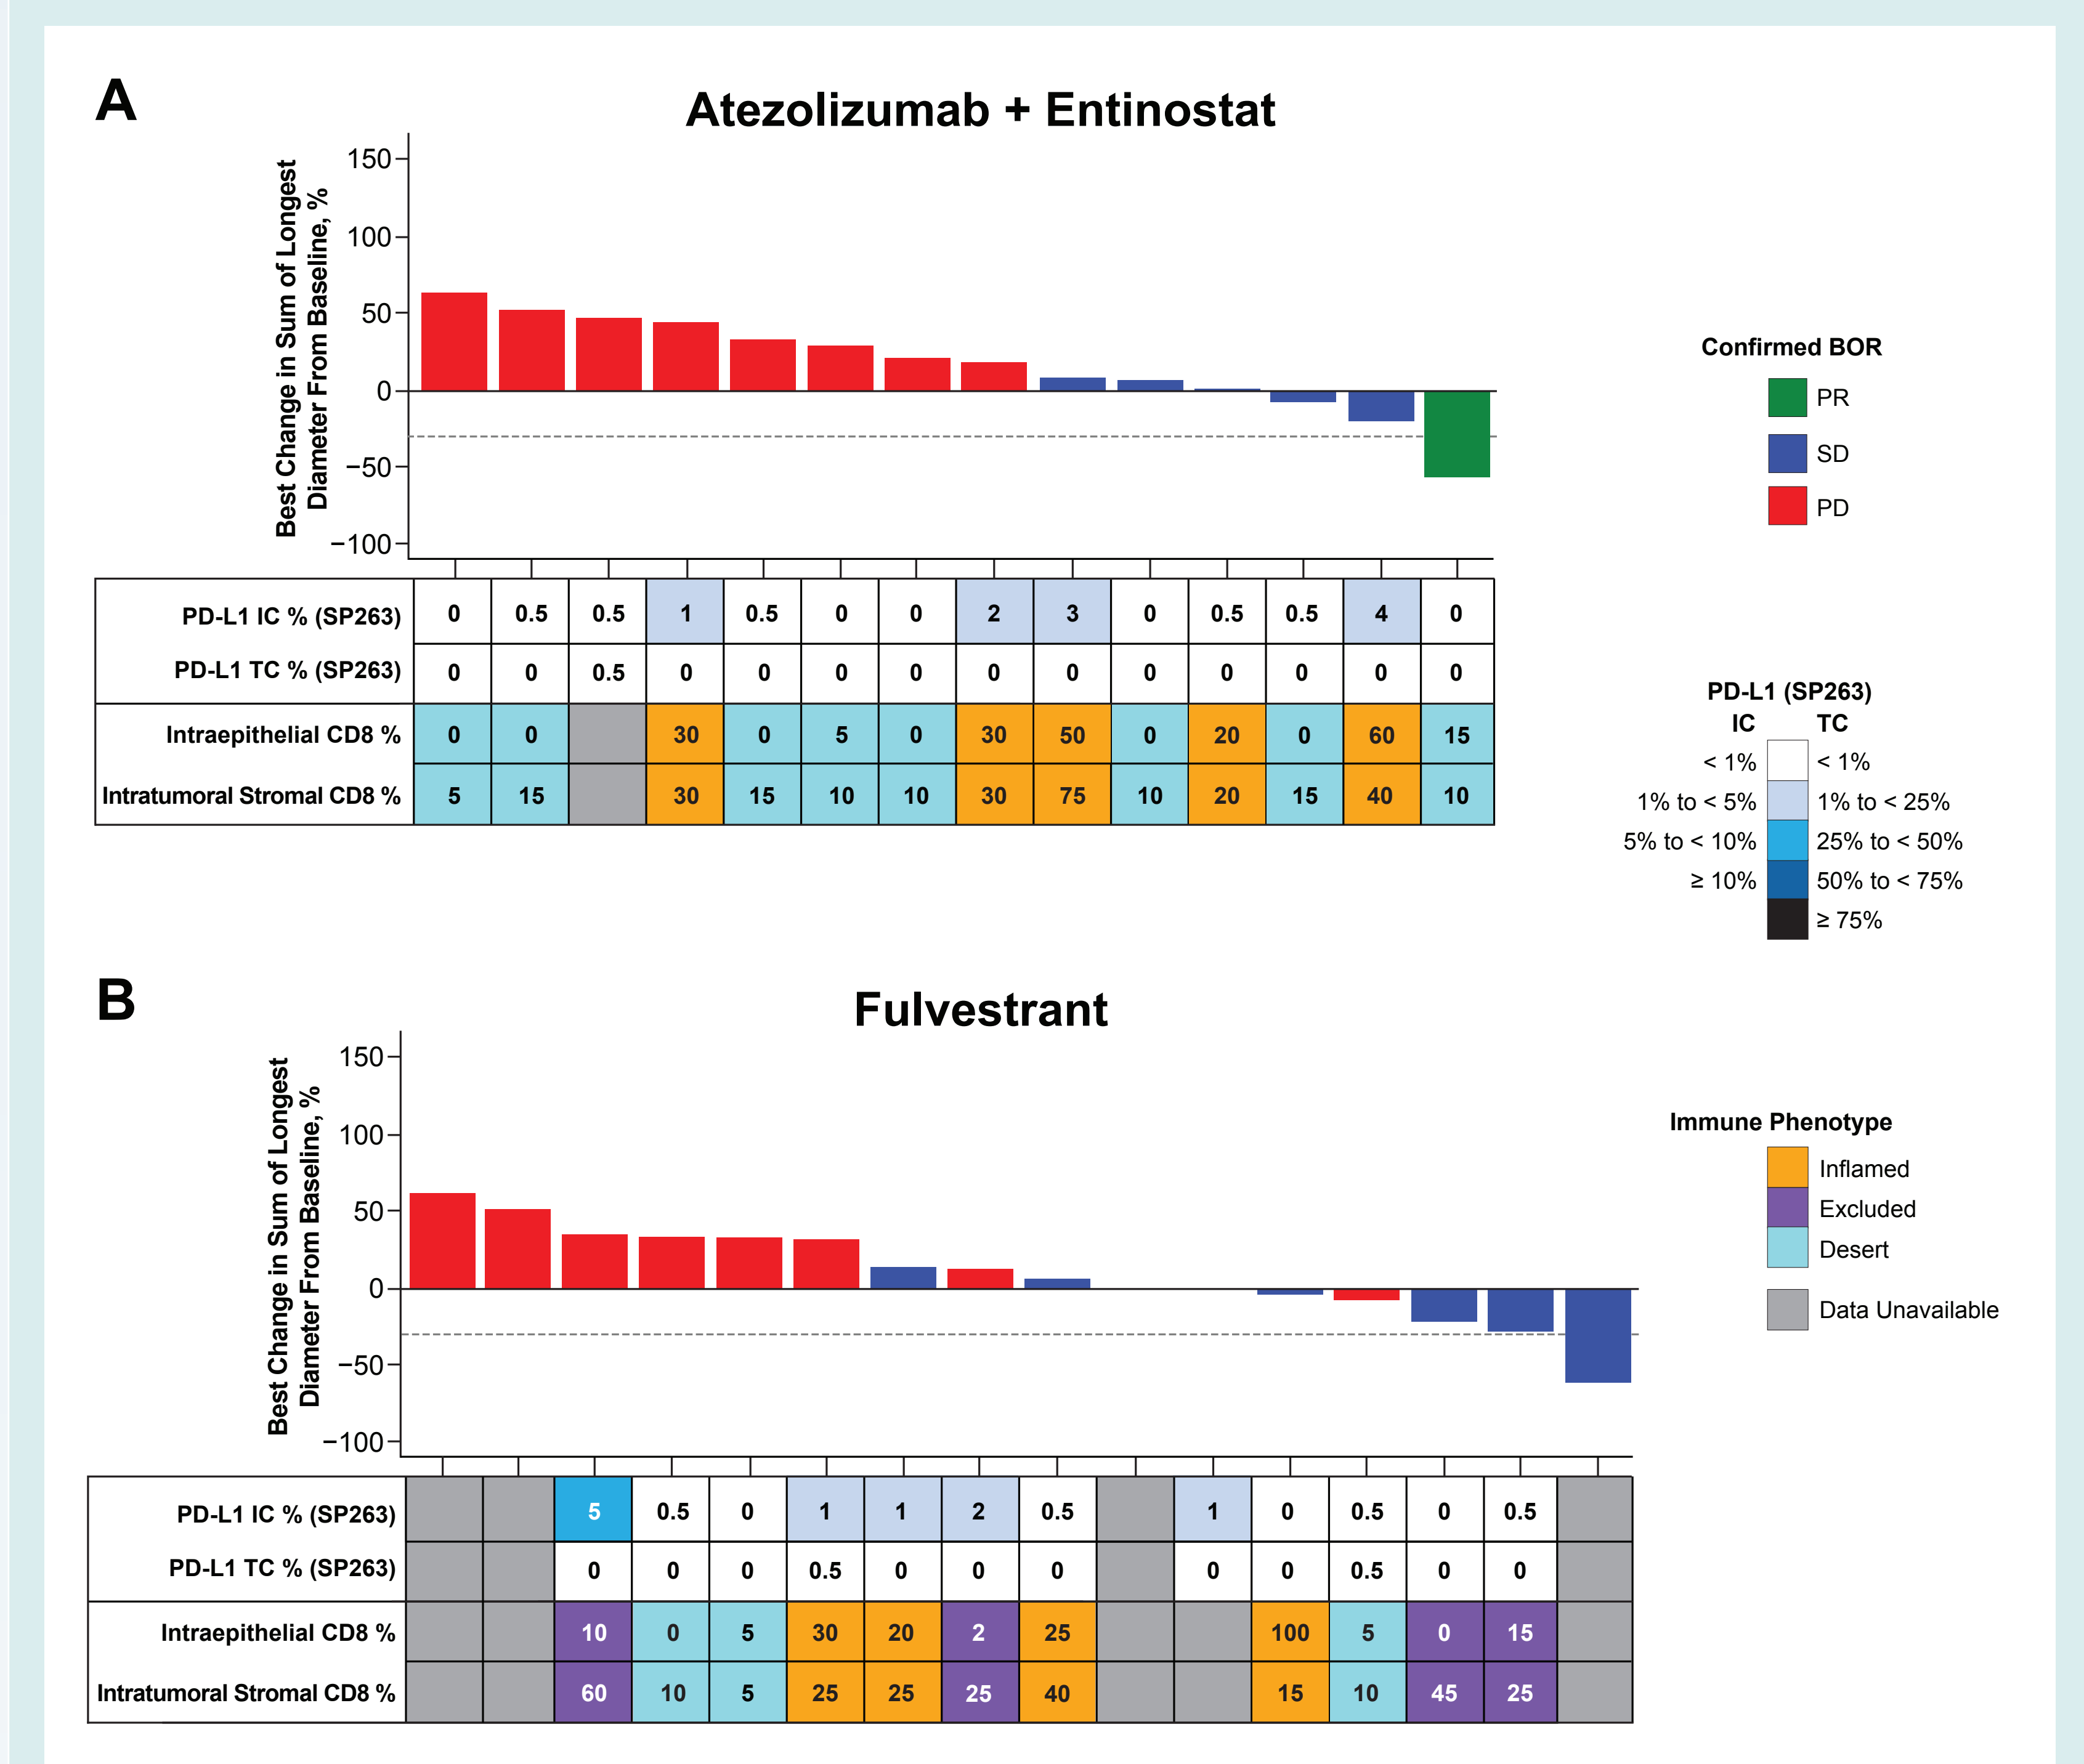 A
Atezolizumab + Entinostat
Best Change in Sum of Longest
Diameter From Baseline, %
150
100
50
0
−50
−100
PD-L1 IC % (SP263) 0 0.5 0.5 1 0.5 0 0 2 3 0 0.5 0.5 4 0
PD-L1 TC % (SP263) 0 0 0.5 0 0 0 0 0 0 0 0 0 0 0
Intraepithelial CD8 % 0 0 30 0 5 0 30 50 0 20 0 60 15
Intratumoral Stromal CD8 % 5 15 30 15 10 10 30 75 10 20 15 40 10
Confirmed BOR
PR
SD
PD
PD-L1 (SP263)
IC TC
< 1% < 1%
1% to < 5% 1% to < 25%
5% to < 10% 25% to < 50%
≥ 10% 50% to < 75%
≥ 75%
B
Fulvestrant
Best Change in Sum of Longest
Diameter From Baseline, %
150
100
50
0
−50
−100
PD-L1 IC % (SP263) 5 0.5 0 1 1 2 0.5 1 0 0.5 0 0.5
PD-L1 TC % (SP263) 0 0 0 0.5 0 0 0 0 0 0.5 0 0
Intraepithelial CD8 % 10 0 5 30 20 2 25 100 5 0 15
Intratumoral Stromal CD8 % 60 10 5 25 25 25 40 15 10 45 25
Immune Phenotype
Inflamed
Excluded
Desert
Data Unavailable